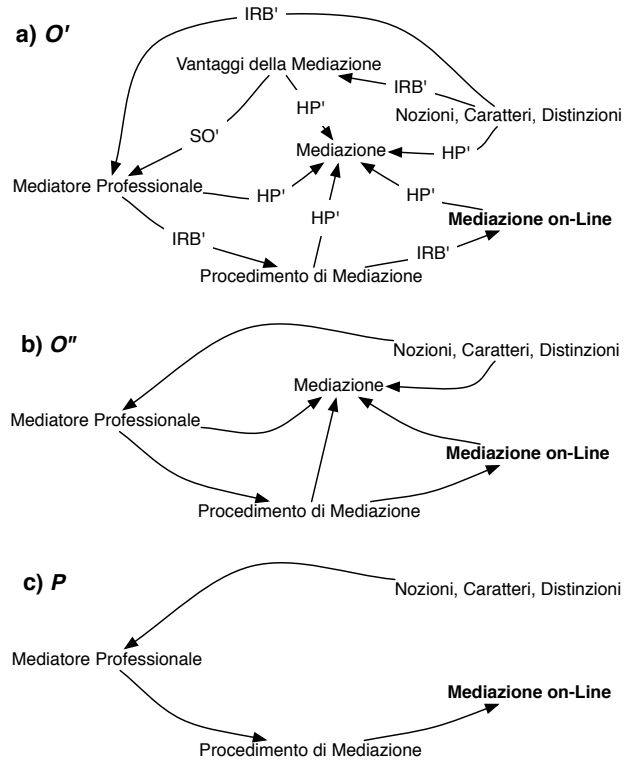 IRB'
a) O'
Vantaggi della Mediazione
IRB'
HP'
Nozioni, Caratteri, Distinzioni
SO'
Mediazione
HP'
Mediatore Professionale
HP'
HP'
HP'
Mediazione on-Line
IRB'
IRB'
Procedimento di Mediazione
b) O"
Nozioni, Caratteri, Distinzioni
Mediazione
Mediatore Professionale
Mediazione on-Line
Procedimento di Mediazione
c) P
Nozioni, Caratteri, Distinzioni
Mediatore Professionale
Mediazione on-Line
Procedimento di Mediazione